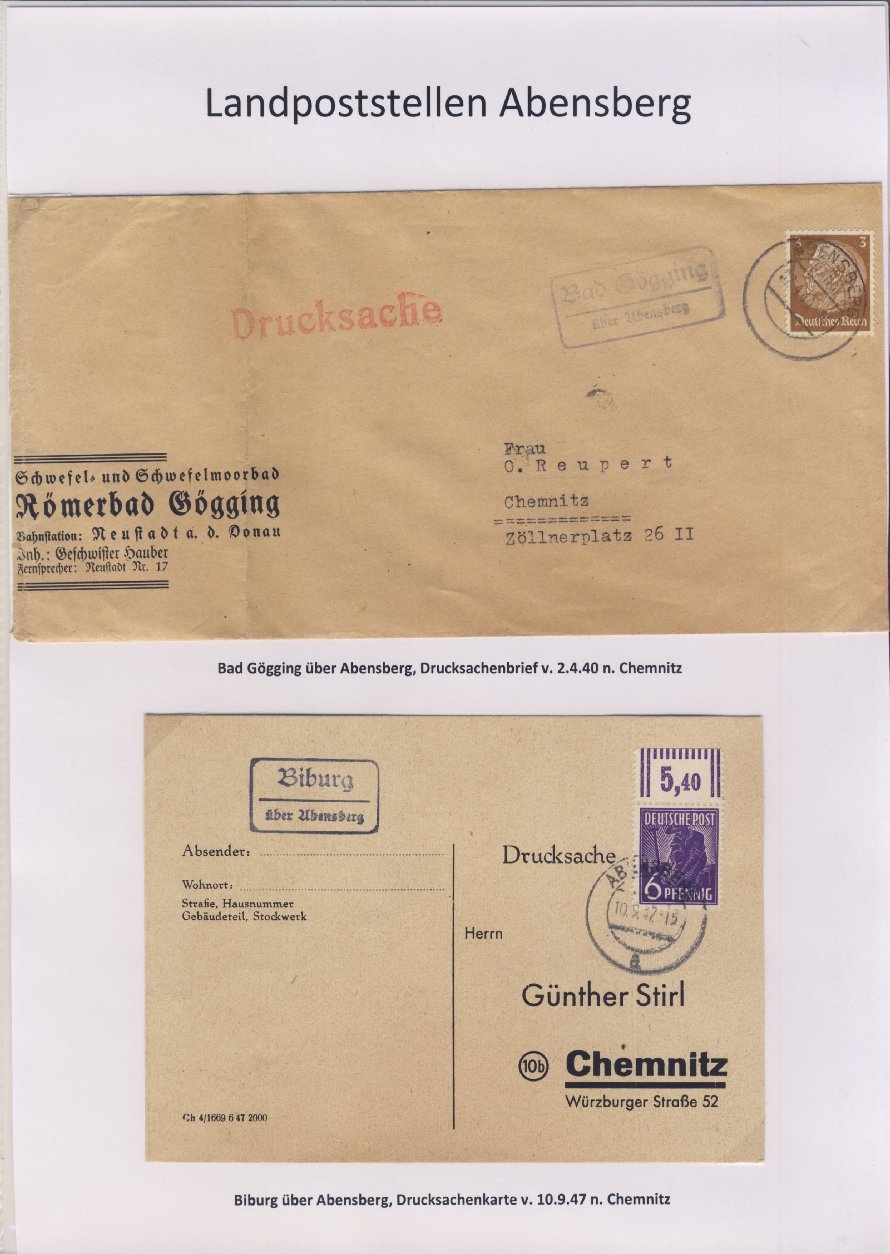 Landpoststellen Abensberg
3
Deutsches Reich
Bad Gögging
über Abensberg
Drucksache
Schwefel- und Schwefelmoorbad
Römerbad Gögging
Bahnstation: Neustadt a. d. Donau
Inh.: Geschwister Hauber
Fernsprecher: Neustadt Nr. 17
Frau
O. Reupert
Chemnitz
=============
Zöllnerplatz 26 II
Bad Gögging über Abensberg, Drucksachenbrief v. 2.4.40 n. Chemnitz
Biburg
über Abensberg
5,40
DEUTSCHE POST
6 PFENNIG
Absender:
Wohnort:
Straße, Hausnummer
Gebäudeteil, Stockwerk
Drucksache
a
Herrn
Günther Stirl
10b Chemnitz
Würzburger Straße 52
Ch 4/1669 6 47 2000
Biburg über Abensberg, Drucksachenkarte v. 10.9.47 n. Chemnitz